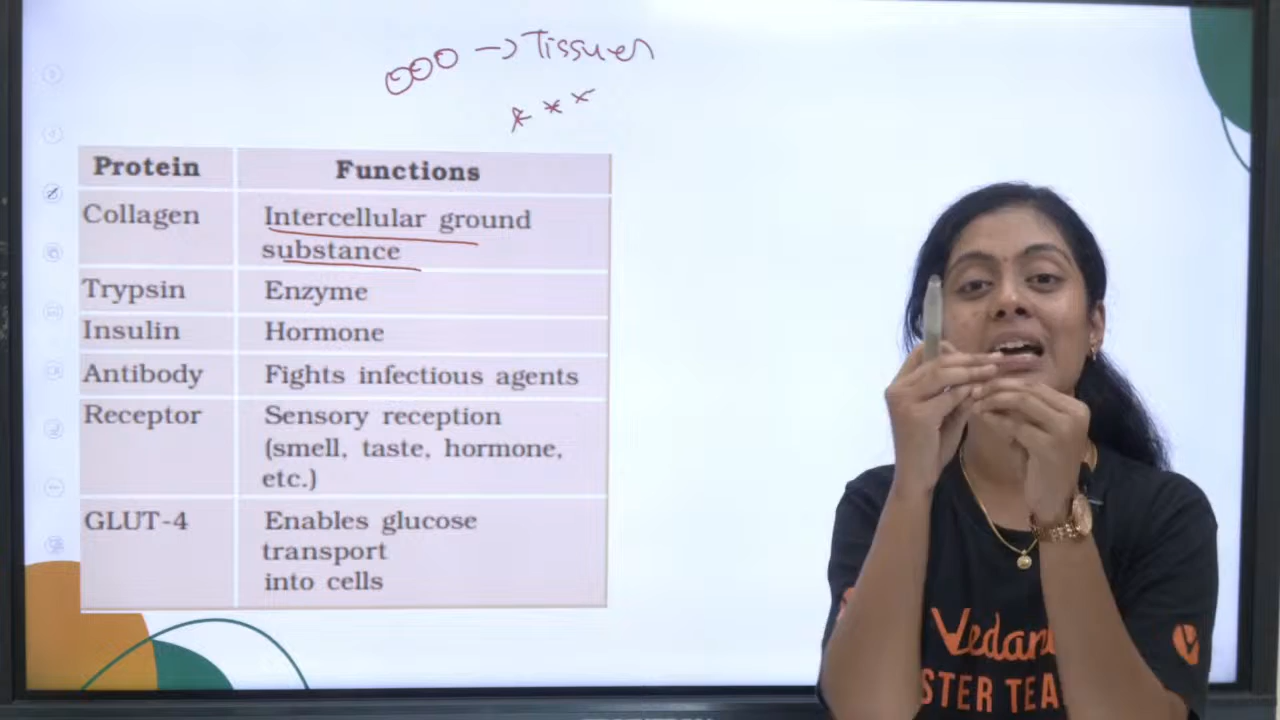 → Tissues
* * *
Protein Functions
Collagen Intercellular ground
substance
Trypsin Enzyme
Insulin Hormone
Antibody Fights infectious agents
Receptor Sensory reception
(smell, taste, hormone,
etc.)
GLUT-4 Enables glucose
transport
into cells
Vedant
STER TEA